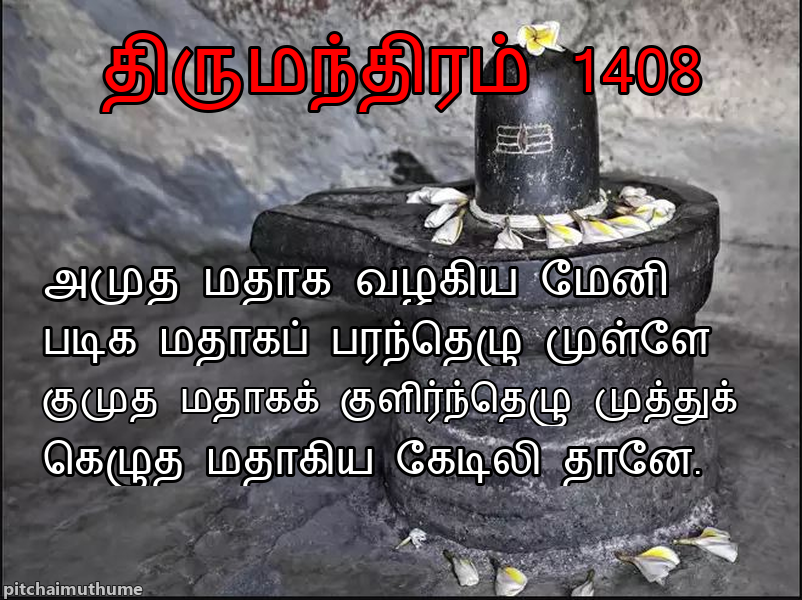 திருமந்திரம் 1408
அமுத மதாக வழகிய மேனி
படிக மதாகப் பரந்தெழு முள்ளே
குமுத மதாகக் குளிர்ந்தெழு முத்துக்
கெழுத மதாகிய கேடிலி தானே.
pitchaimuthume